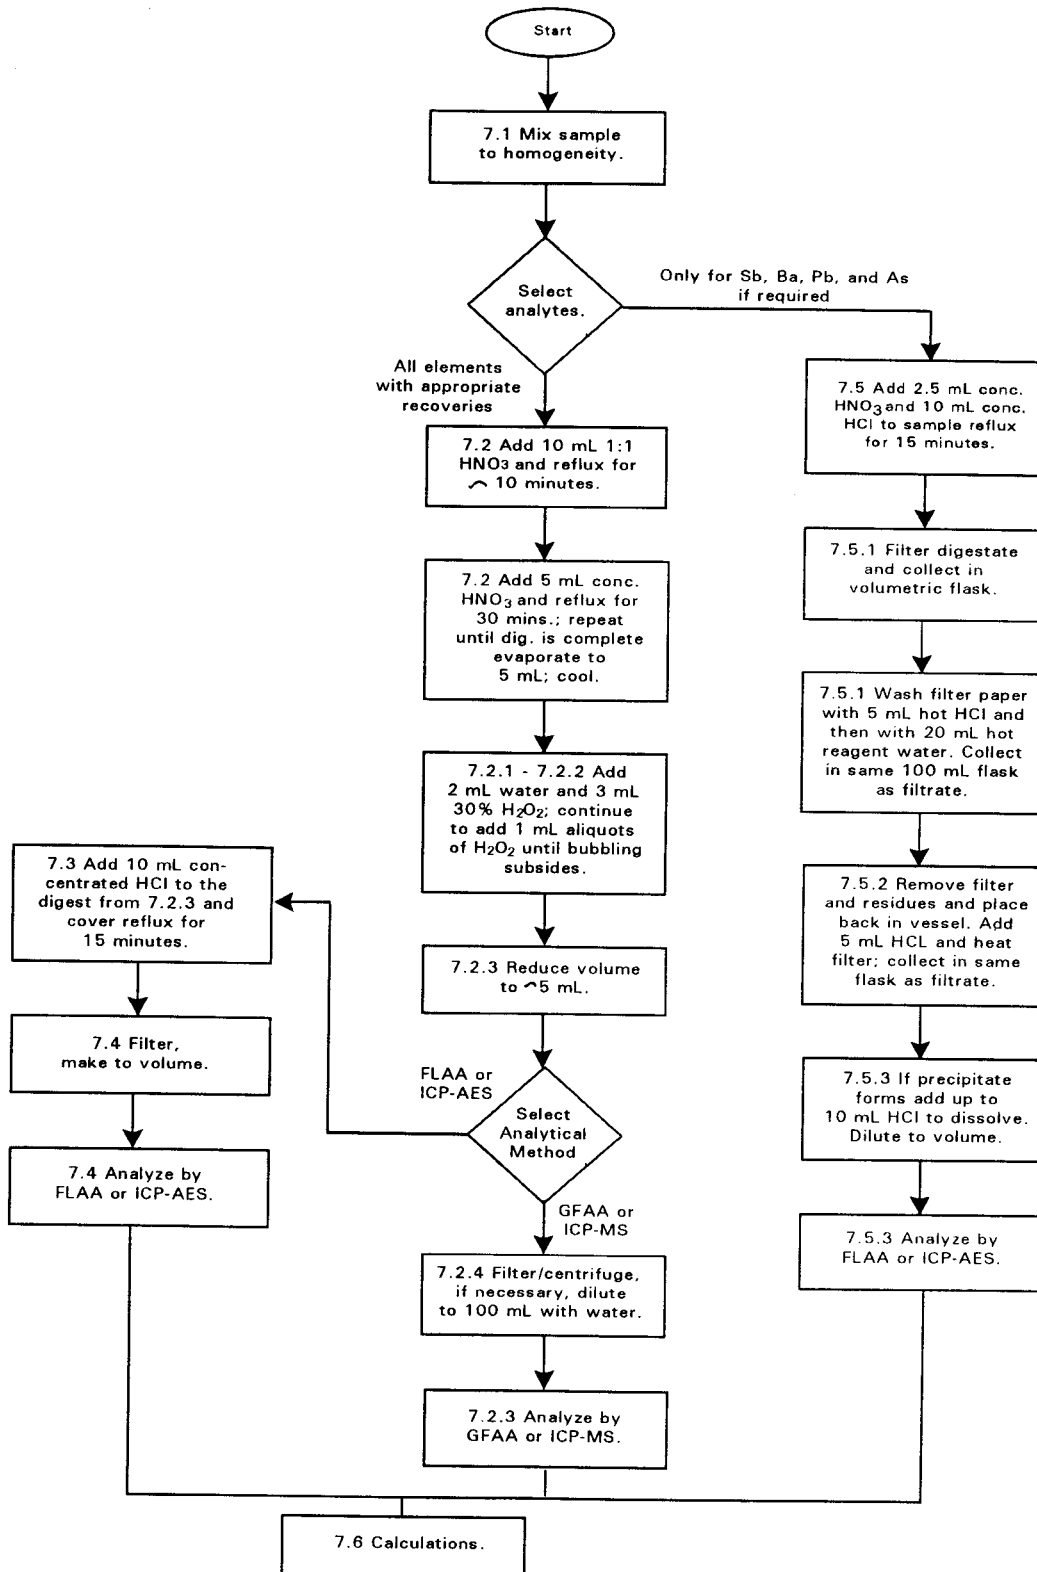 Start
7.1 Mix sample
to homogeneity.
Select
analytes.
Only for Sb, Ba, Pb, and As
if required
All elements
with appropriate
recoveries
7.2 Add 10 mL 1:1
HNO₃ and reflux for
~ 10 minutes.
7.2 Add 5 mL conc.
HNO₃ and reflux for
30 mins.; repeat
until dig. is complete
evaporate to
5 mL; cool.
7.2.1 - 7.2.2 Add
2 mL water and 3 mL
30% H₂O₂; continue
to add 1 mL aliquots
of H₂O₂ until bubbling
subsides.
7.2.3 Reduce volume
to ~5 mL.
Select
Analytical
Method
FLAA or
ICP-AES
7.3 Add 10 mL con-
centrated HCl to the
digest from 7.2.3 and
cover reflux for
15 minutes.
7.4 Filter,
make to volume.
7.4 Analyze by
FLAA or ICP-AES.
GFAA or
ICP-MS
7.2.4 Filter/centrifuge,
if necessary, dilute
to 100 mL with water.
7.2.3 Analyze by
GFAA or ICP-MS.
7.5 Add 2.5 mL conc.
HNO₃ and 10 mL conc.
HCl to sample reflux
for 15 minutes.
7.5.1 Filter digestate
and collect in
volumetric flask.
7.5.1 Wash filter paper
with 5 mL hot HCl and
then with 20 mL hot
reagent water. Collect
in same 100 mL flask
as filtrate.
7.5.2 Remove filter
and residues and place
back in vessel. Add
5 mL HCL and heat
filter; collect in same
flask as filtrate.
7.5.3 If precipitate
forms add up to
10 mL HCl to dissolve.
Dilute to volume.
7.5.3 Analyze by
FLAA or ICP-AES.
7.6 Calculations.